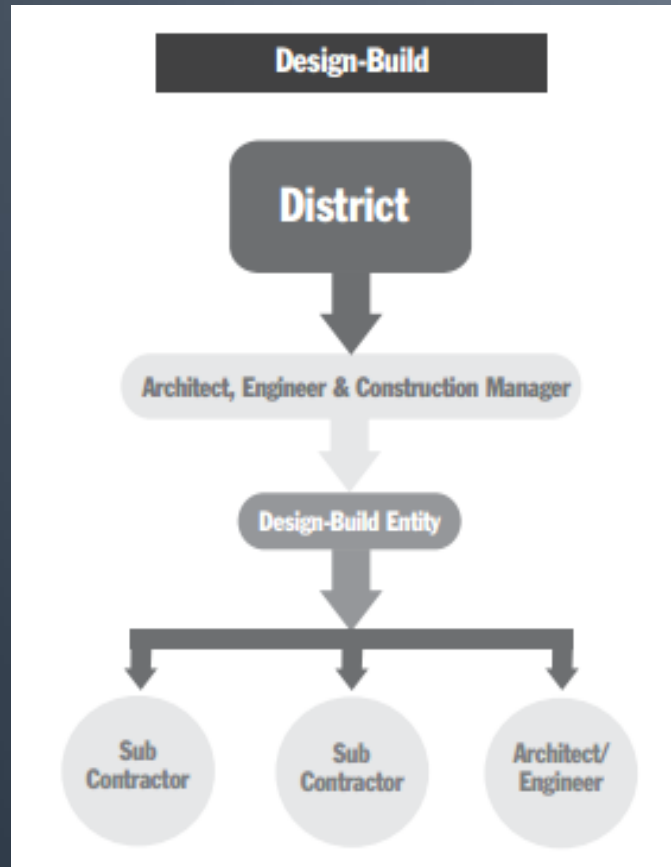 Design-Build
District
Architect, Engineer & Construction Manager
Design-Build Entity
Sub
Contractor
Sub
Contractor
Architect/
Engineer